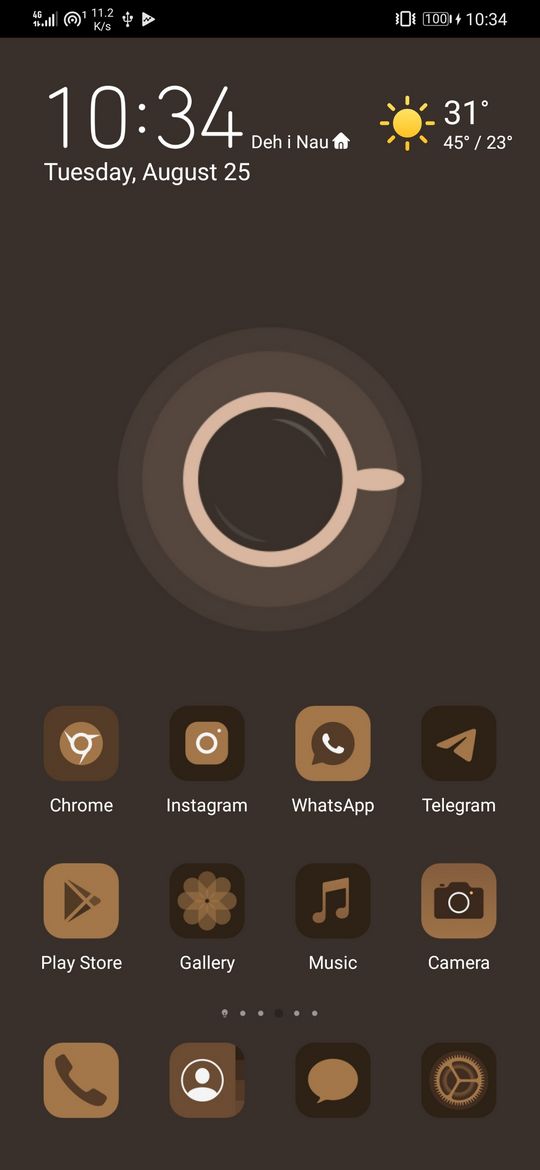 4G 1 11.2 K/s 100 10:34
10:34 Deh i Nau 31°
45° / 23°
Tuesday, August 25
Chrome Instagram WhatsApp Telegram
Play Store Gallery Music Camera